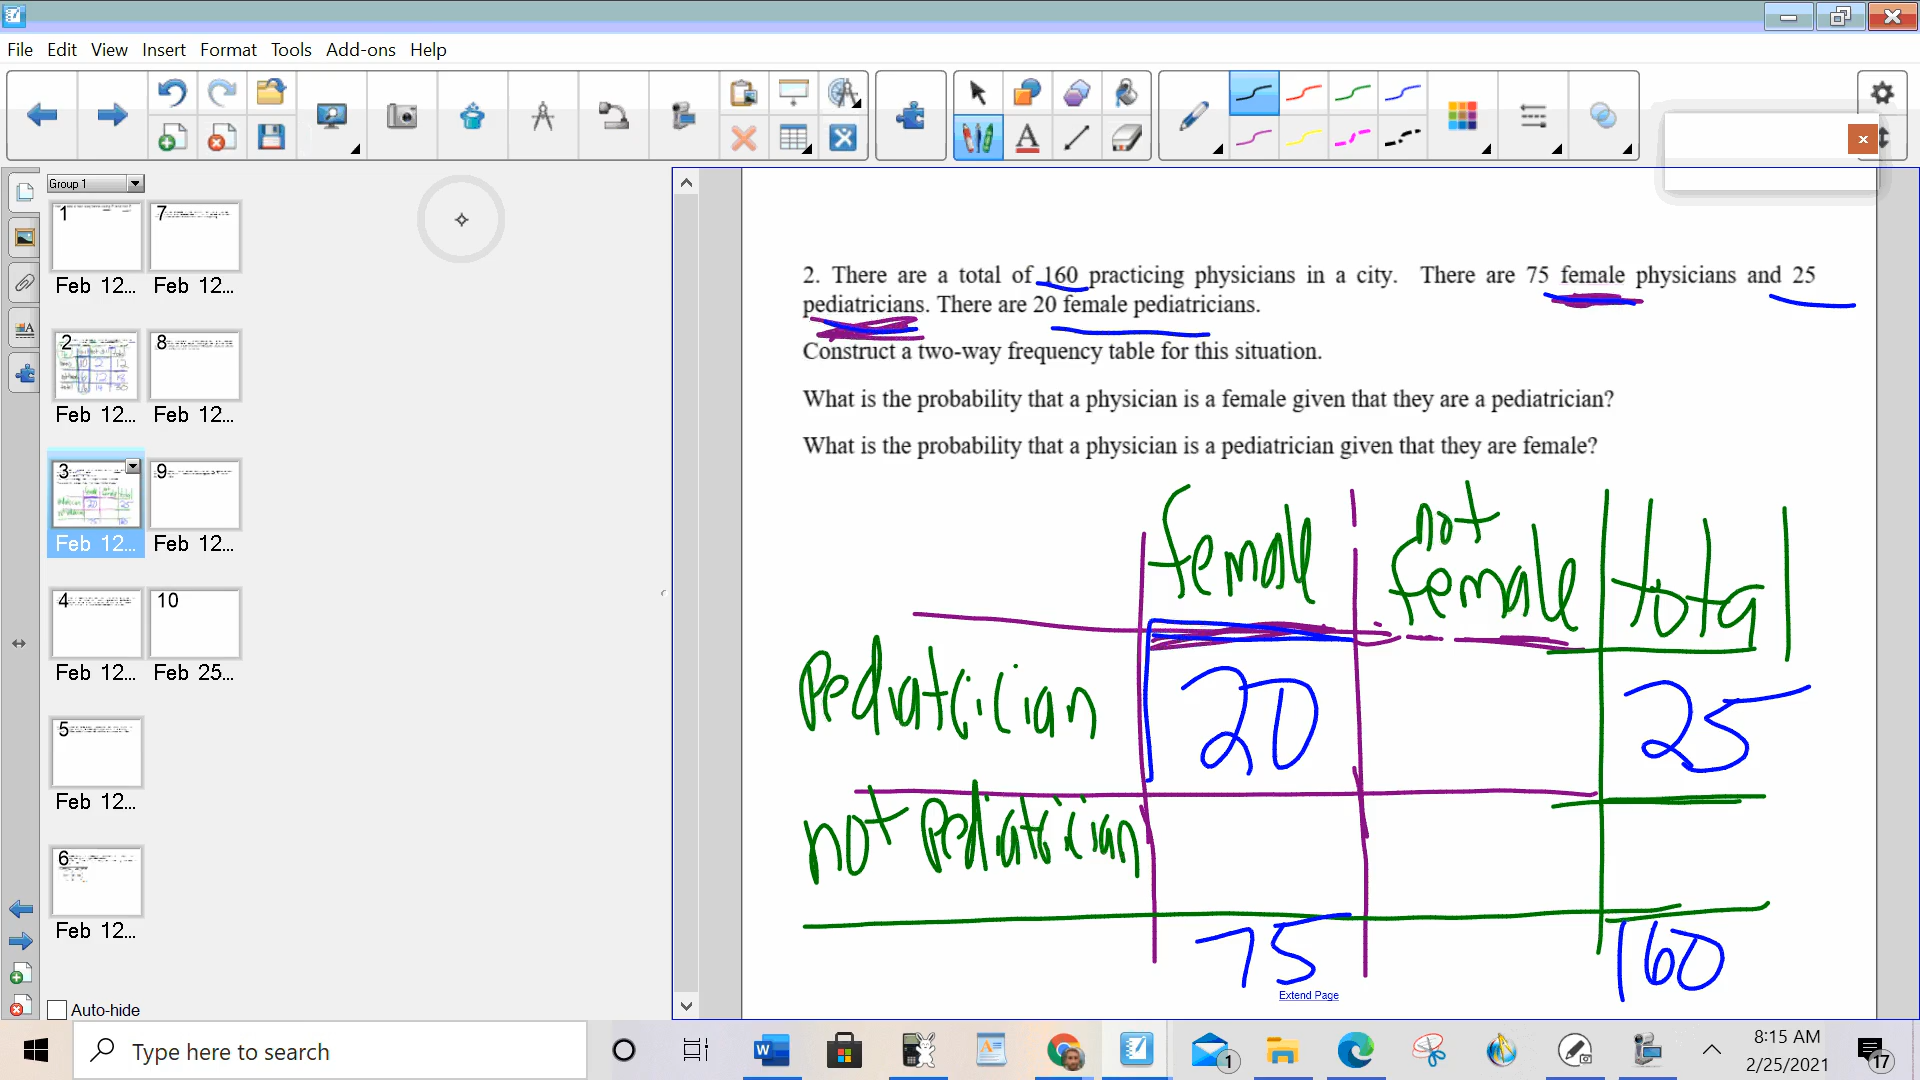 File Edit View Insert Format Tools Add-ons Help
Group 1
1 7
Feb 12... Feb 12...
2 8
Feb 12... Feb 12...
3 9
Feb 12... Feb 12...
4 10
Feb 12... Feb 25...
5
Feb 12...
6
Feb 12...
Auto-hide
2. There are a total of 160 practicing physicians in a city. There are 75 female physicians and 25
pediatricians. There are 20 female pediatricians.
Construct a two-way frequency table for this situation.
What is the probability that a physician is a female given that they are a pediatrician?
What is the probability that a physician is a pediatrician given that they are female?
female not female total
Pediatrician 20 25
not Pediatrician
75 160
Extend Page
Type here to search
1
8:15 AM
2/25/2021
17